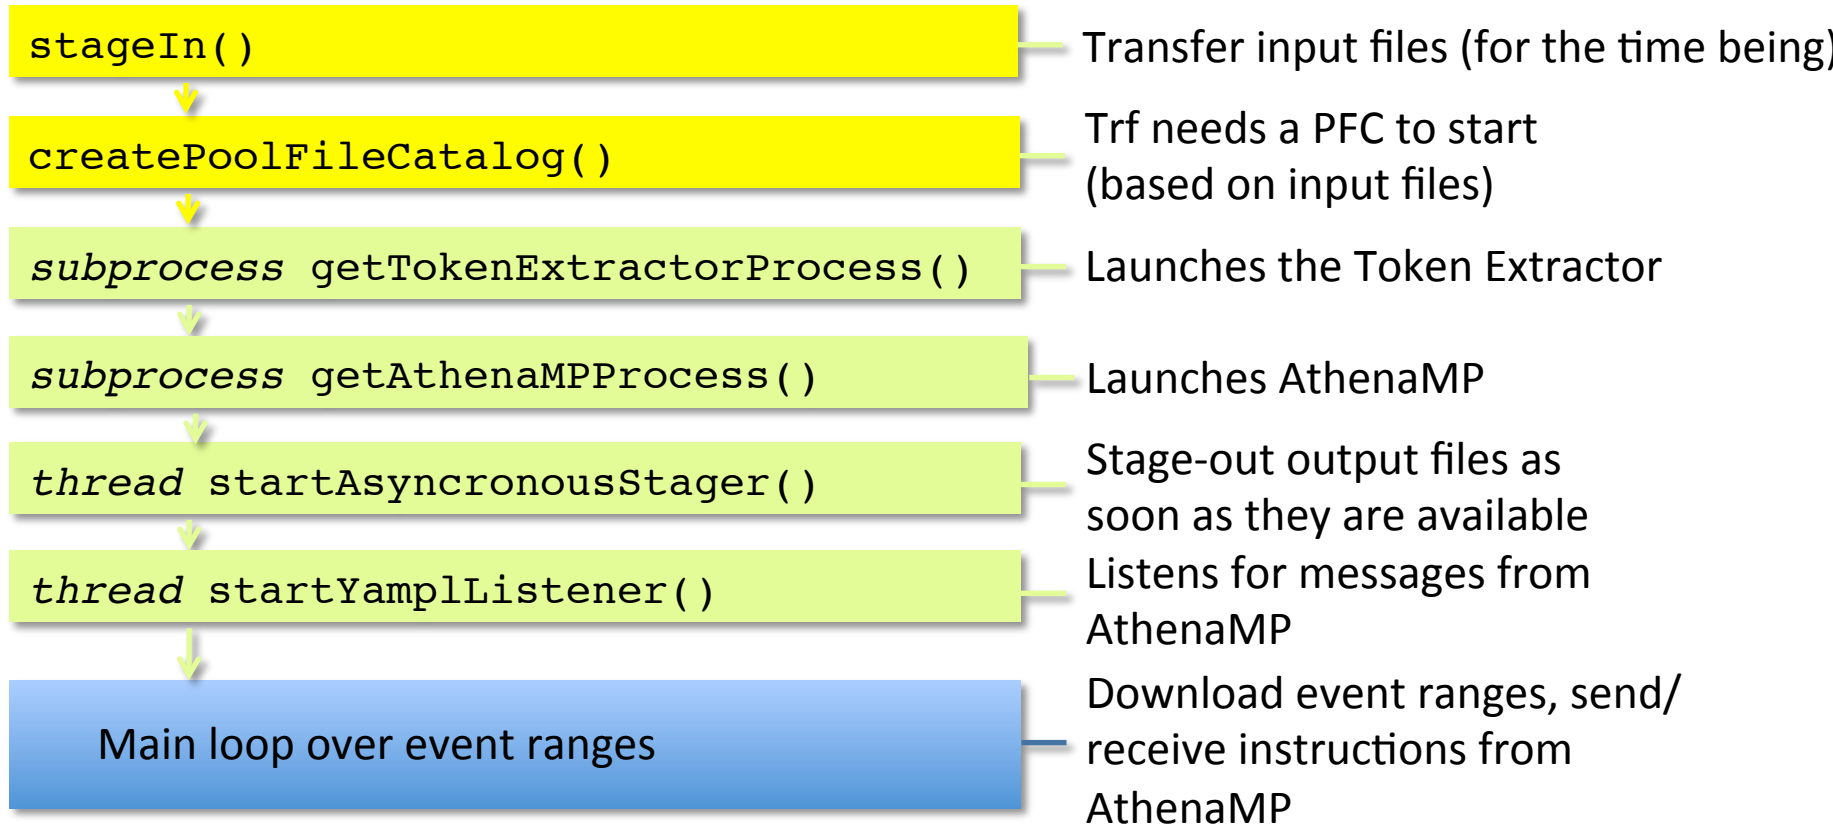 stageIn()
Transfer input files (for the time being)
createPoolFileCatalog()
Trf needs a PFC to start
(based on input files)
subprocess getTokenExtractorProcess()
Launches the Token Extractor
subprocess getAthenaMPProcess()
Launches AthenaMP
thread startAsyncronousStager()
Stage-out output files as
soon as they are available
thread startYamplListener()
Listens for messages from
AthenaMP
Main loop over event ranges
Download event ranges, send/
receive instructions from
AthenaMP